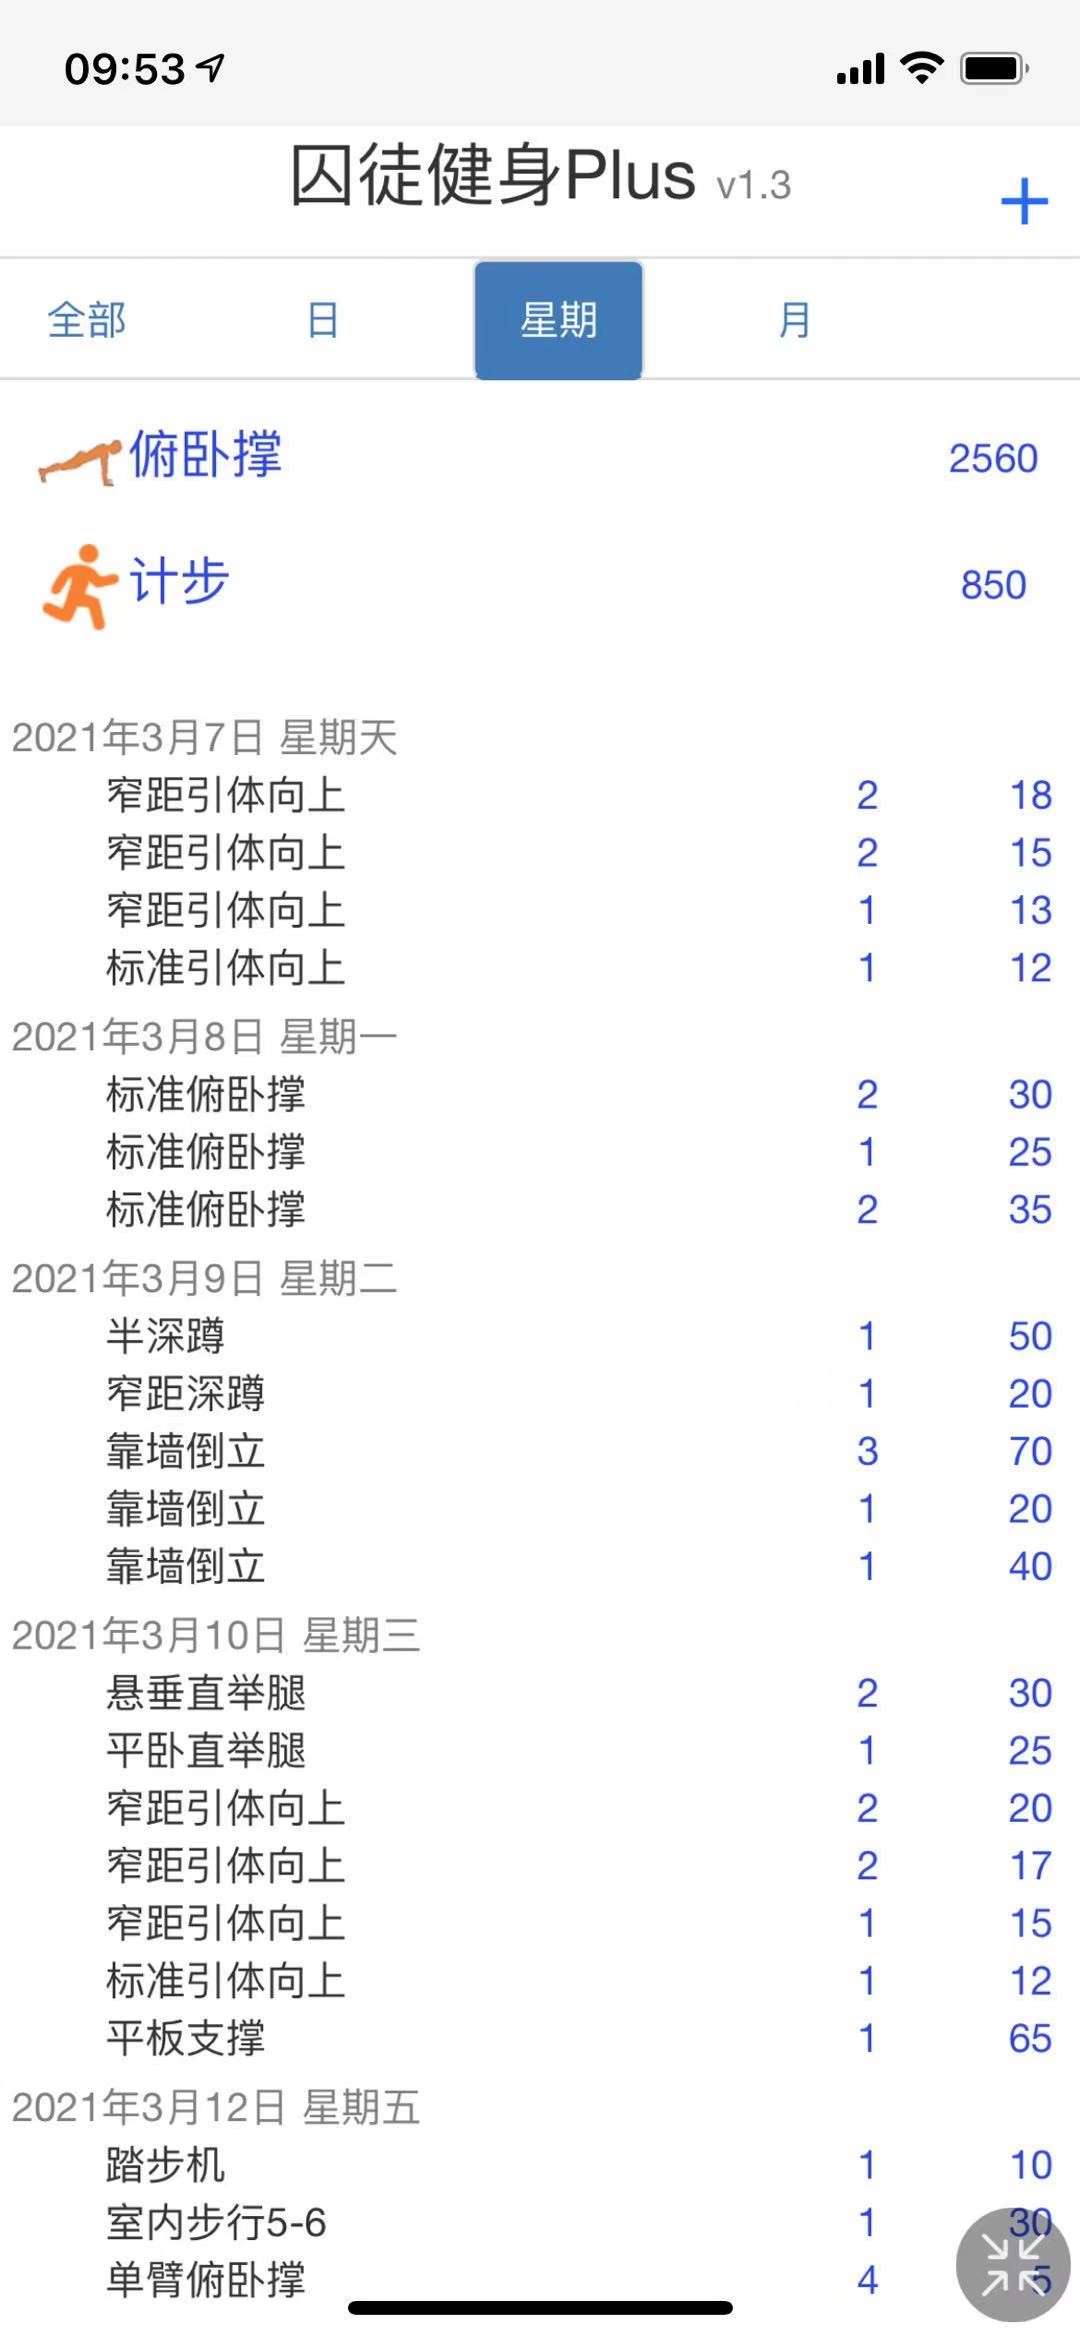 09:53
囚徒健身Plus v1.3
+
全部 日 星期 月
俯卧撑 2560
计步 850
2021年3月7日 星期天
窄距引体向上 2 18
窄距引体向上 2 15
窄距引体向上 1 13
标准引体向上 1 12
2021年3月8日 星期一
标准俯卧撑 2 30
标准俯卧撑 1 25
标准俯卧撑 2 35
2021年3月9日 星期二
半深蹲 1 50
窄距深蹲 1 20
靠墙倒立 3 70
靠墙倒立 1 20
靠墙倒立 1 40
2021年3月10日 星期三
悬垂直举腿 2 30
平卧直举腿 1 25
窄距引体向上 2 20
窄距引体向上 2 17
窄距引体向上 1 15
标准引体向上 1 12
平板支撑 1 65
2021年3月12日 星期五
踏步机 1 10
室内步行5-6 1 30
单臂俯卧撑 4 5